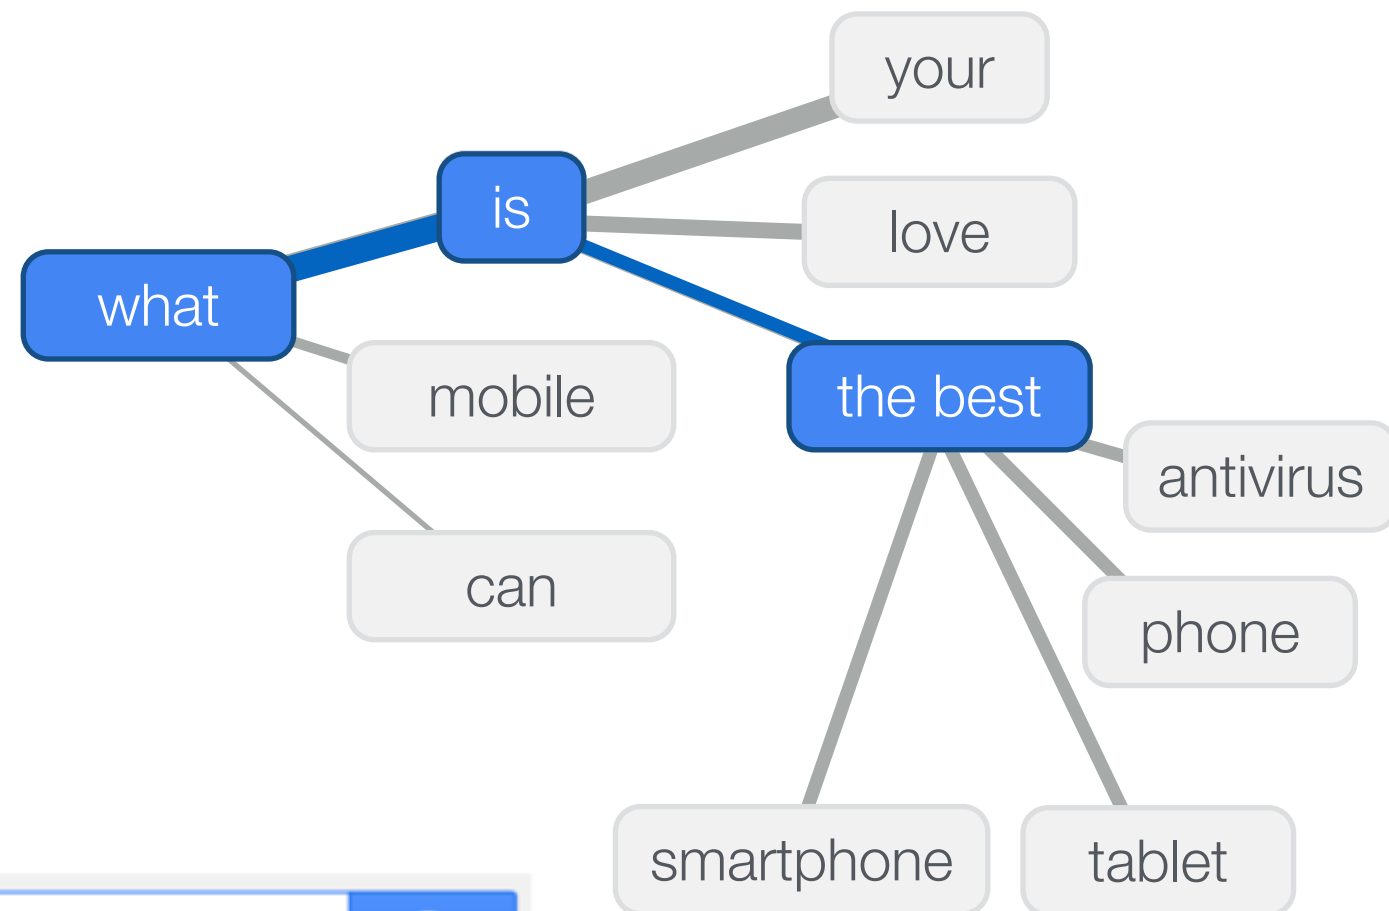 your
is
love
what
mobile
the best
antivirus
can
phone
smartphone
tablet